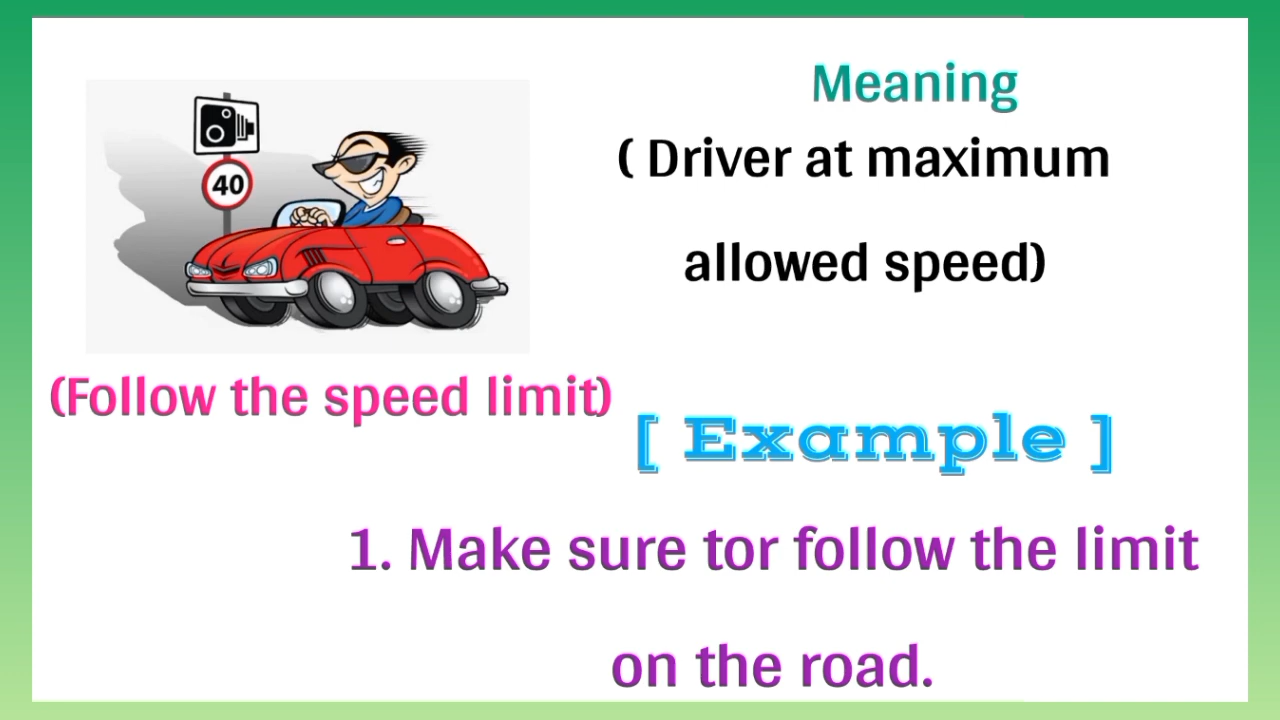 Meaning
( Driver at maximum
allowed speed)
40
(Follow the speed limit)
[ Example ]
1. Make sure tor follow the limit
on the road.